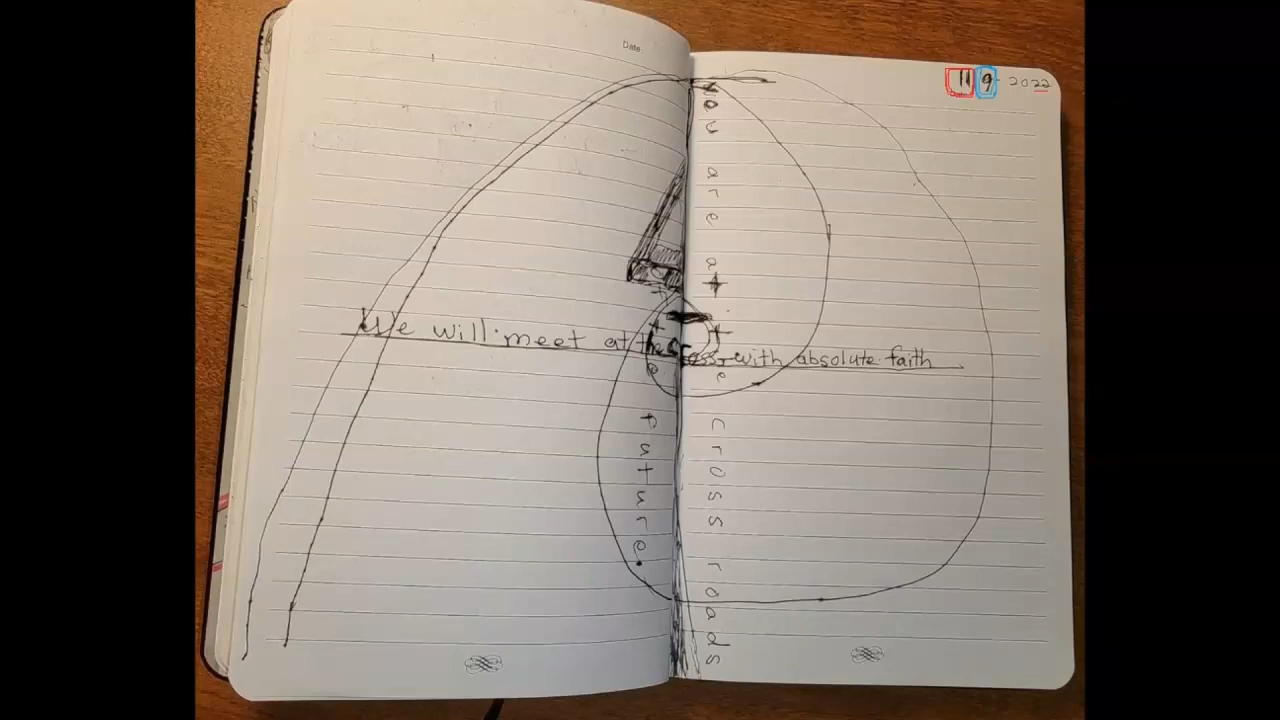 Date
11 9 2022
We will meet at the cross, with absolute faith
you are at the cross roads
the future.